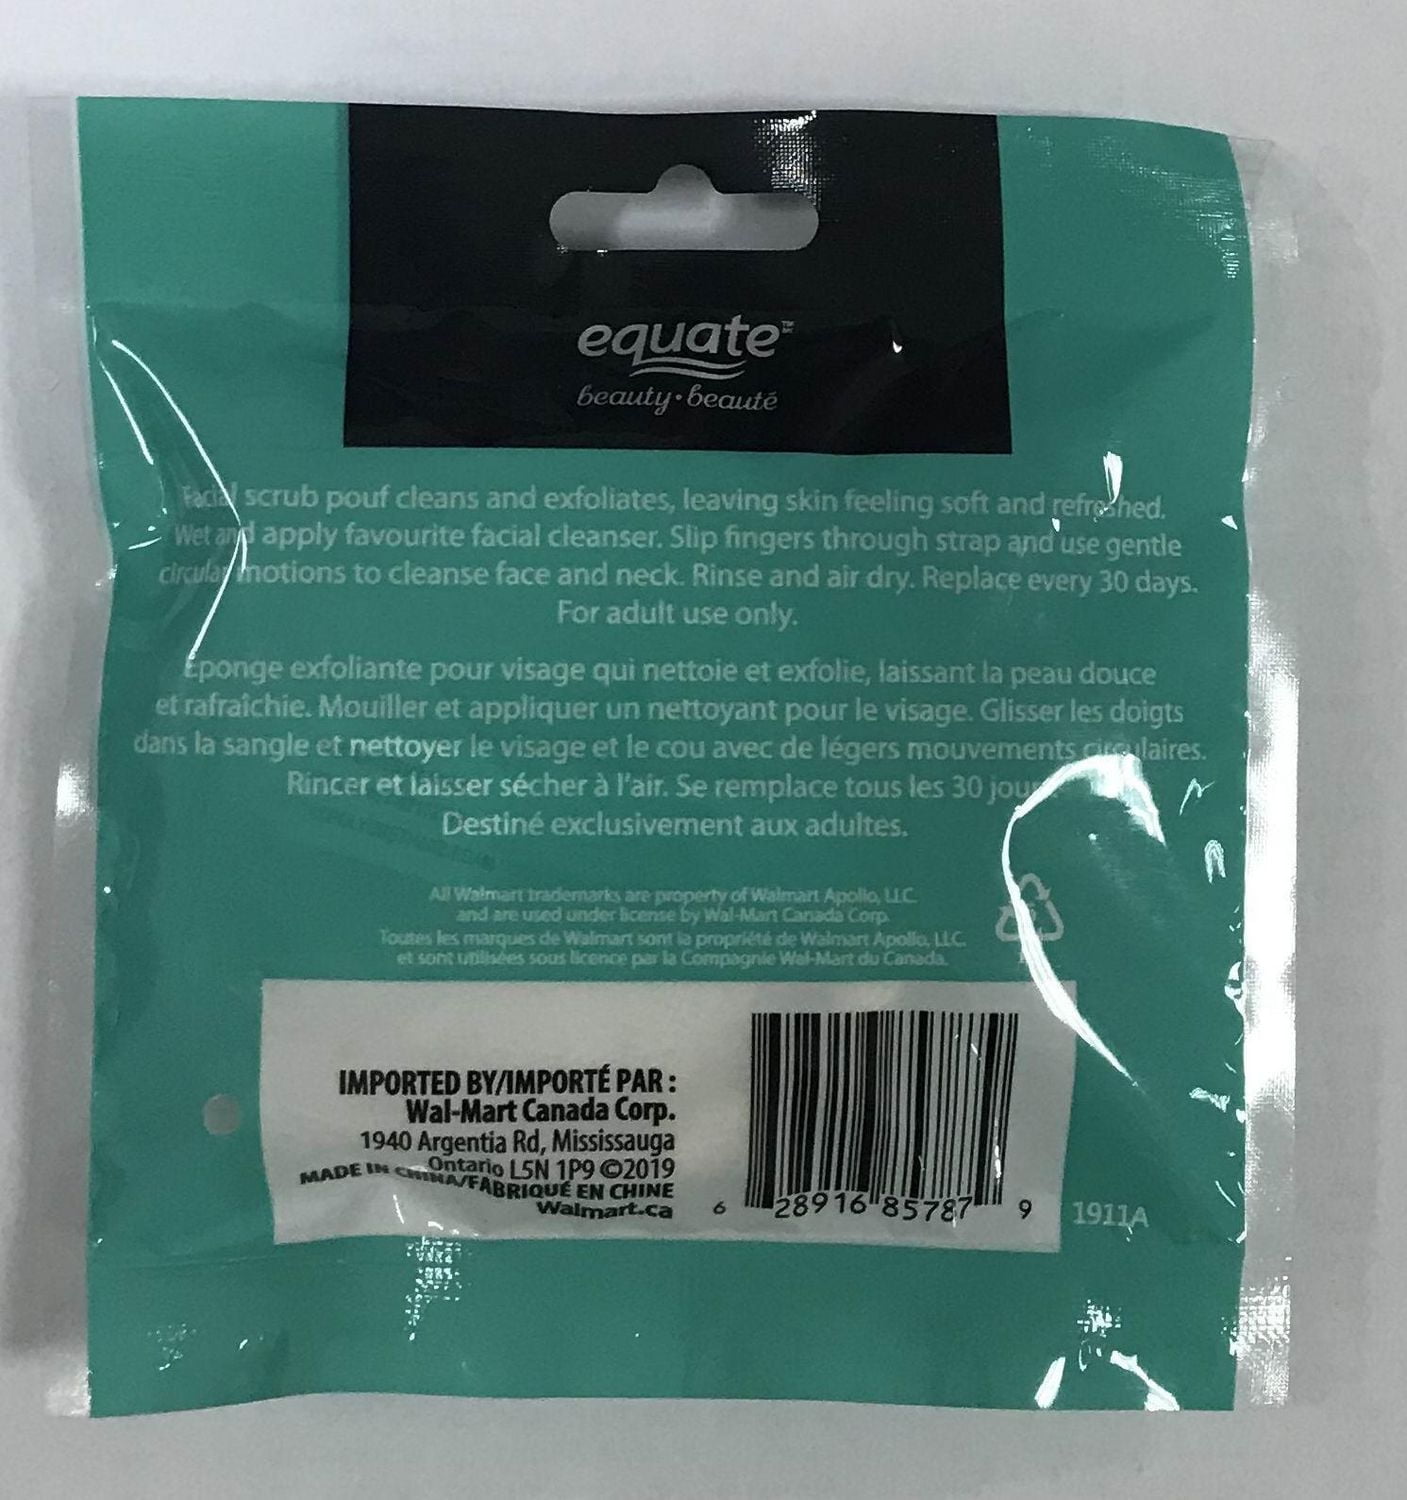 equate™
beauty•beauté
Facial scrub pouf cleans and exfoliates, leaving skin feeling soft and refreshed.
Wet and apply favourite facial cleanser. Slip fingers through strap and use gentle
circular motions to cleanse face and neck. Rinse and air dry. Replace every 30 days.
For adult use only.
Éponge exfoliante pour visage qui nettoie et exfolie, laissant la peau douce
et rafraîchie. Mouiller et appliquer un nettoyant pour le visage. Glisser les doigts
dans la sangle et nettoyer le visage et le cou avec de légers mouvements circulaires.
Rincer et laisser sécher à l'air. Se remplace tous les 30
Destiné exclusivement aux adultes.
All Walmart trademarks are property of Walmart Apollo, LLC.
and are used under license by Wal-Mart Canada Corp.
Toutes les marques de Walmart sont la propriété de Walmart Apollo, LLC.
et sont utilisées sous licence par la Compagnie Wal-Mart du Canada.
IMPORTED BY/IMPORTÉ PAR :
Wal-Mart Canada Corp.
1940 Argentia Rd, Mississauga
Ontario L5N 1P9 ©2019
MADE IN CHINA/FABRIQUÉ EN CHINE
Walmart.ca
6 28916 85787 9
1911A